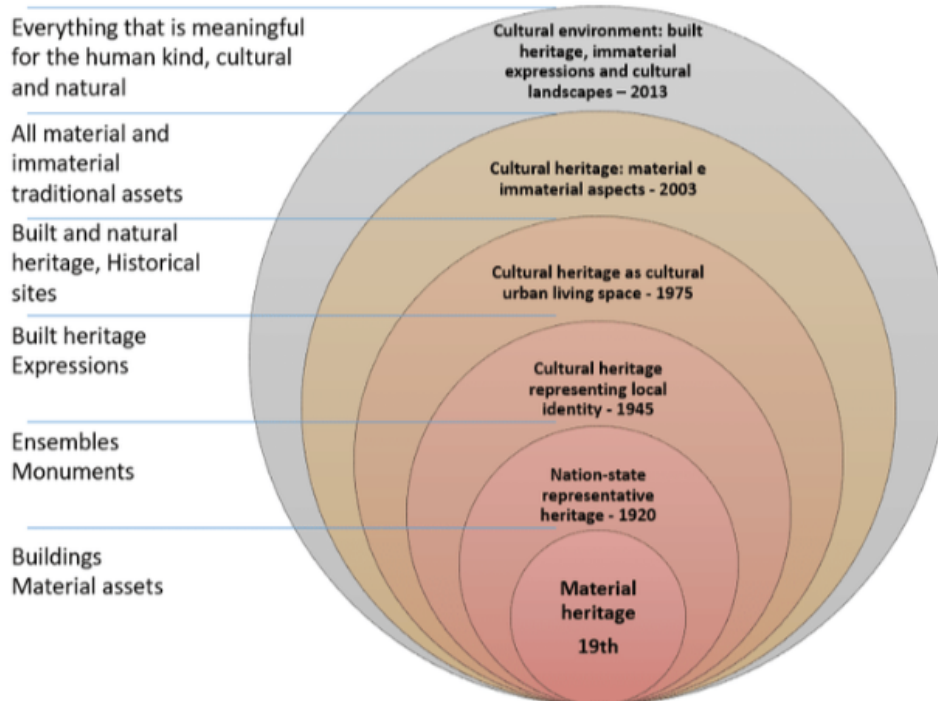 Everything that is meaningful
for the human kind, cultural
and natural
Cultural environment: built
heritage, immaterial
expressions and cultural
landscapes – 2013
All material and
immaterial
traditional assets
Cultural heritage: material e
immaterial aspects - 2003
Built and natural
heritage, Historical
sites
Cultural heritage as cultural
urban living space - 1975
Built heritage
Expressions
Cultural heritage
representing local
identity - 1945
Ensembles
Monuments
Nation-state
representative
heritage - 1920
Buildings
Material assets
Material
heritage
19th